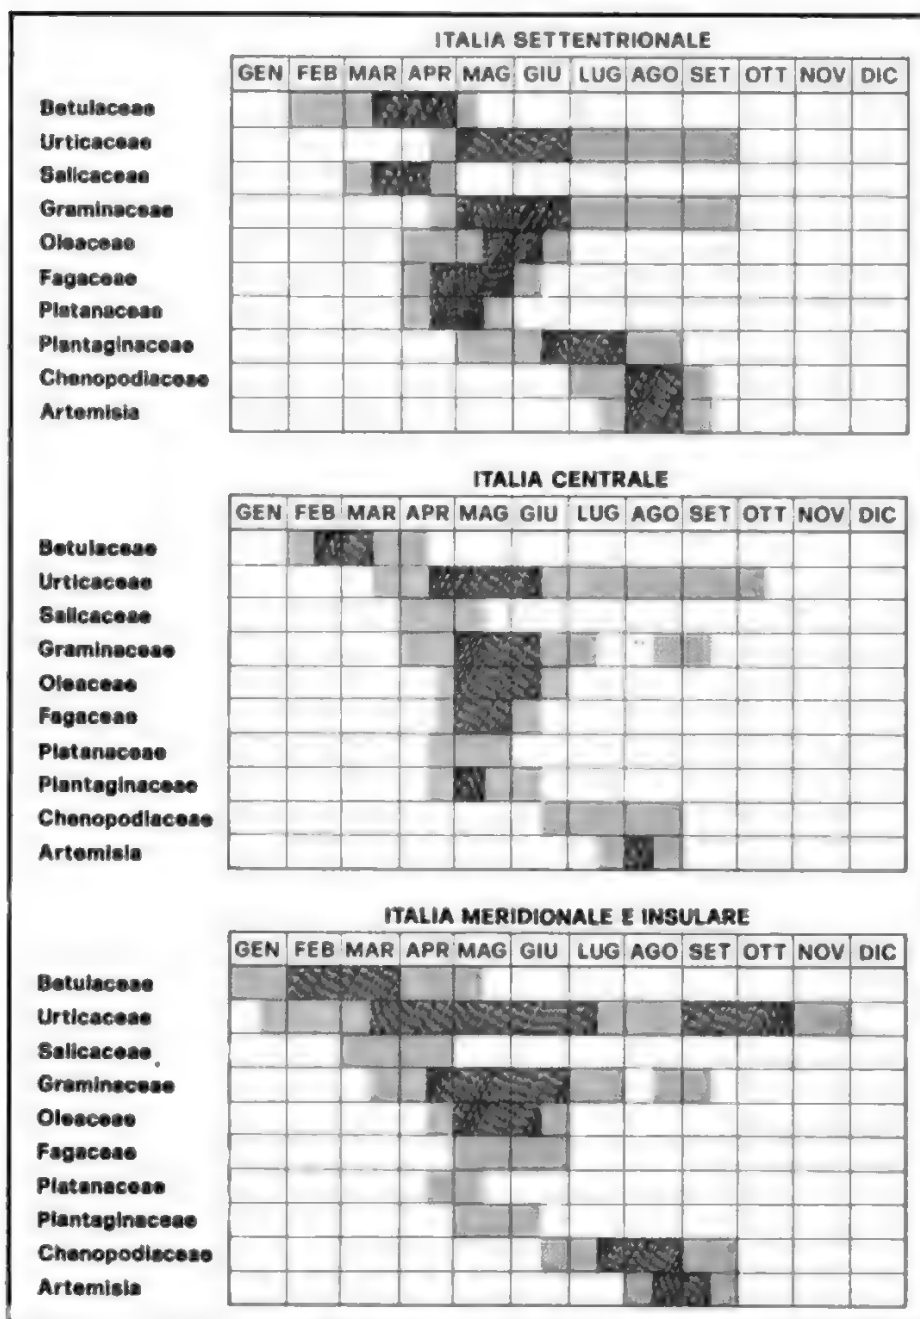 ITALIA SETTENTRIONALE
GEN FEB MAR APR MAG GIU LUG AGO SET OTT NOV DIC
Betulaceae
Urticaceae
Salicaceae
Graminaceae
Oleaceae
Fagaceae
Platanaceae
Plantaginaceae
Chenopodiaceae
Artemisia
ITALIA CENTRALE
GEN FEB MAR APR MAG GIU LUG AGO SET OTT NOV DIC
Betulaceae
Urticaceae
Salicaceae
Graminaceae
Oleaceae
Fagaceae
Platanaceae
Plantaginaceae
Chenopodiaceae
Artemisia
ITALIA MERIDIONALE E INSULARE
GEN FEB MAR APR MAG GIU LUG AGO SET OTT NOV DIC
Betulaceae
Urticaceae
Salicaceae
Graminaceae
Oleaceae
Fagaceae
Platanaceae
Plantaginaceae
Chenopodiaceae
Artemisia